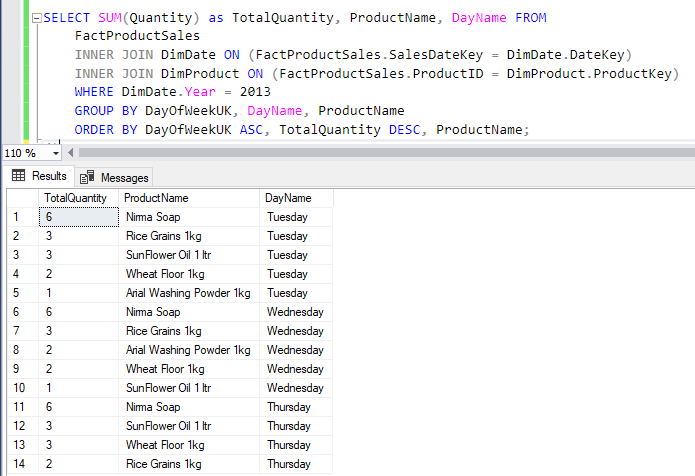 SELECT SUM(Quantity) as TotalQuantity, ProductName, DayName FROM
FactProductSales
INNER JOIN DimDate ON (FactProductSales.SalesDateKey = DimDate.DateKey)
INNER JOIN DimProduct ON (FactProductSales.ProductID = DimProduct.ProductKey)
WHERE DimDate.Year = 2013
GROUP BY DayOfWeekUK, DayName, ProductName
ORDER BY DayOfWeekUK ASC, TotalQuantity DESC, ProductName;
110 %
Results Messages
TotalQuantity ProductName DayName
1 6 Nirma Soap Tuesday
2 3 Rice Grains 1kg Tuesday
3 3 SunFlower Oil 1 ltr Tuesday
4 2 Wheat Floor 1kg Tuesday
5 1 Arial Washing Powder 1kg Tuesday
6 6 Nirma Soap Wednesday
7 3 Rice Grains 1kg Wednesday
8 2 Arial Washing Powder 1kg Wednesday
9 2 Wheat Floor 1kg Wednesday
10 1 SunFlower Oil 1 ltr Wednesday
11 6 Nirma Soap Thursday
12 3 SunFlower Oil 1 ltr Thursday
13 3 Wheat Floor 1kg Thursday
14 2 Rice Grains 1kg Thursday